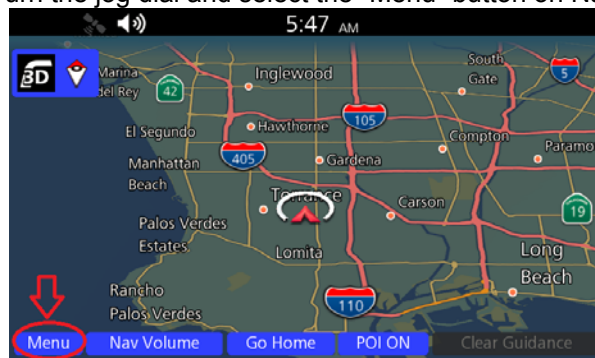 urn the jog dial and select the "Menu" button on
5:47 AM
3D
Marina del Rey
42
Inglewood
South Gate
5
El Segundo
Hawthorne
105
Compton
Paramo
Manhattan Beach
405
Gardena
Torrance
Carson
19
Palos Verdes Estates
Lomita
Long Beach
Rancho Palos Verdes
110
Menu
Nav Volume
Go Home
POI ON
Clear Guidance